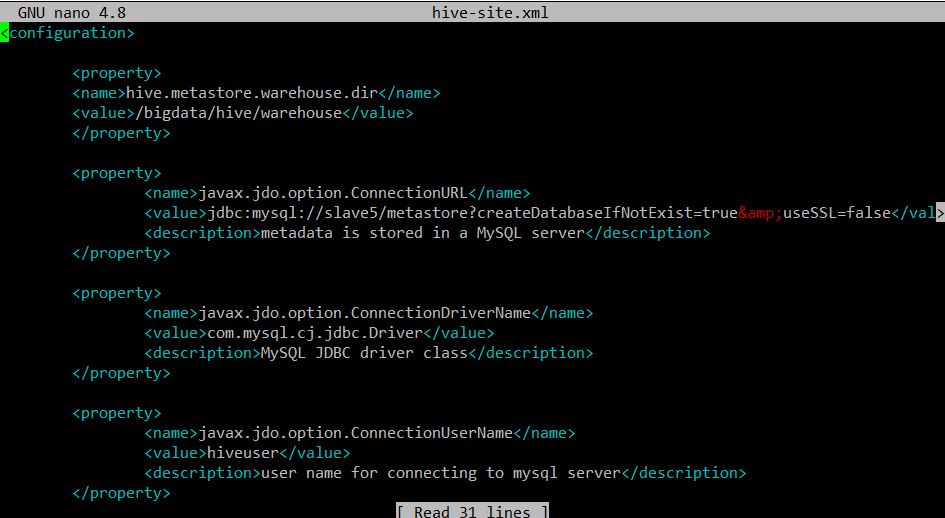 GNU nano 4.8 hive-site.xml
<configuration>
<property>
<name>hive.metastore.warehouse.dir</name>
<value>/bigdata/hive/warehouse</value>
</property>
<property>
<name>javax.jdo.option.ConnectionURL</name>
<value>jdbc:mysql://slave5/metastore?createDatabaseIfNotExist=true&amp;useSSL=false</val>
<description>metadata is stored in a MySQL server</description>
</property>
<property>
<name>javax.jdo.option.ConnectionDriverName</name>
<value>com.mysql.cj.jdbc.Driver</value>
<description>MySQL JDBC driver class</description>
</property>
<property>
<name>javax.jdo.option.ConnectionUserName</name>
<value>hiveuser</value>
<description>user name for connecting to mysql server</description>
</property>
[ Read 31 lines ]